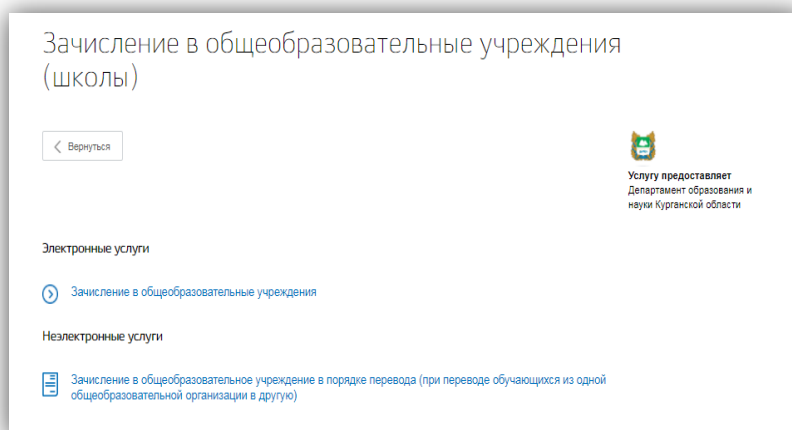 Зачисление в общеобразовательные учреждения
(школы)
Вернуться
Услугу предоставляет
Департамент образования и
науки Курганской области
Электронные услуги
Зачисление в общеобразовательные учреждения
Неэлектронные услуги
Зачисление в общеобразовательное учреждение в порядке перевода (при переводе обучающихся из одной
общеобразовательной организации в другую)